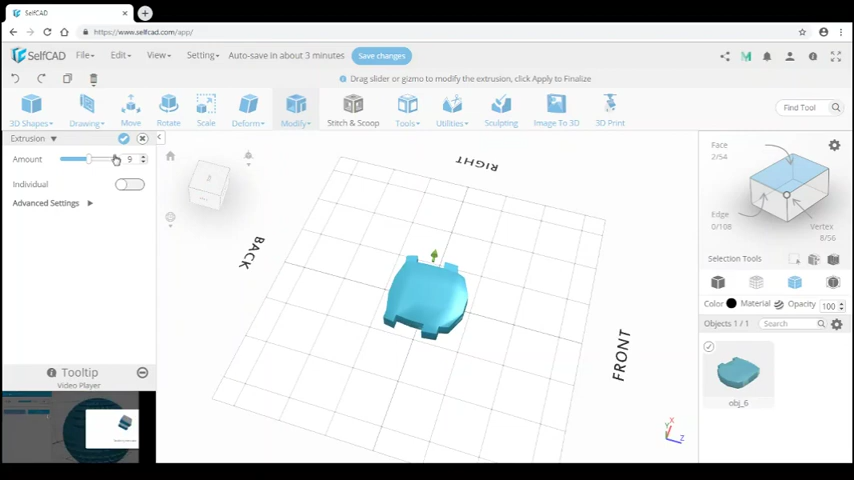 SelfCAD
https://www.selfcad.com/app/
SelfCAD
File
Edit
View
Setting
Auto-save in about 3 minutes
Save changes
M
Drag slider or gizmo to modify the extrusion, click Apply to Finalize
3D Shapes
Drawing
Move
Rotate
Scale
Deform
Modify
Stitch & Scoop
Tools
Utilities
Sculpting
Image To 3D
3D Print
Find Tool
Extrusion
Amount
9
Individual
Advanced Settings
RIGHT
BACK
FRONT
Face
2/54
Edge
0/108
Vertex
8/56
Selection Tools
Color
Material
Opacity
100
Objects 1 / 1
Search
obj_6
X
Y
Z
Tooltip
Video Player